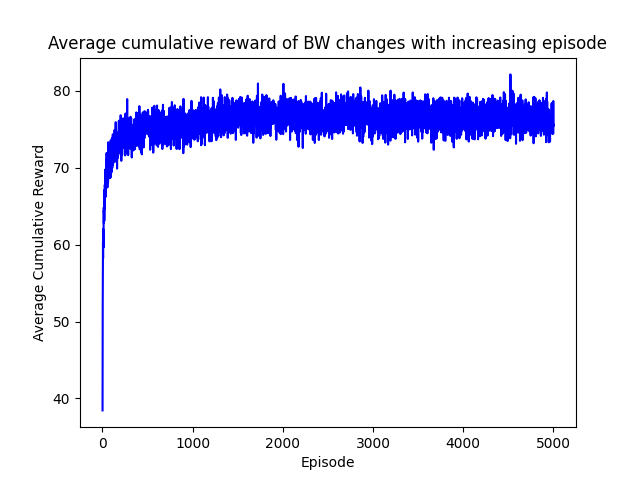 Average cumulative reward of BW changes with increasing episode
80
70
60
50
40
Average Cumulative Reward
0 1000 2000 3000 4000 5000
Episode